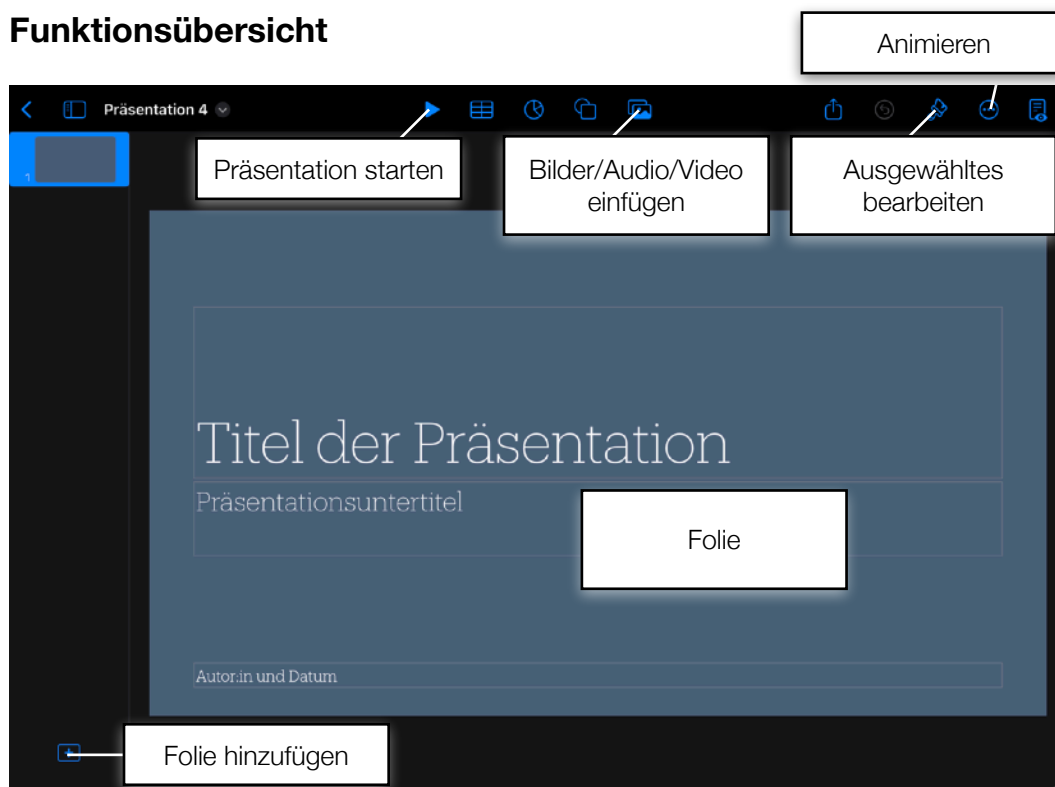 Funktionsübersicht
Animieren
Präsentation 4
1
Präsentation starten
Bilder/Audio/Video
einfügen
Ausgewähltes
bearbeiten
Titel der Präsentation
Präsentationsuntertitel
Folie
Autor:in und Datum
Folie hinzufügen